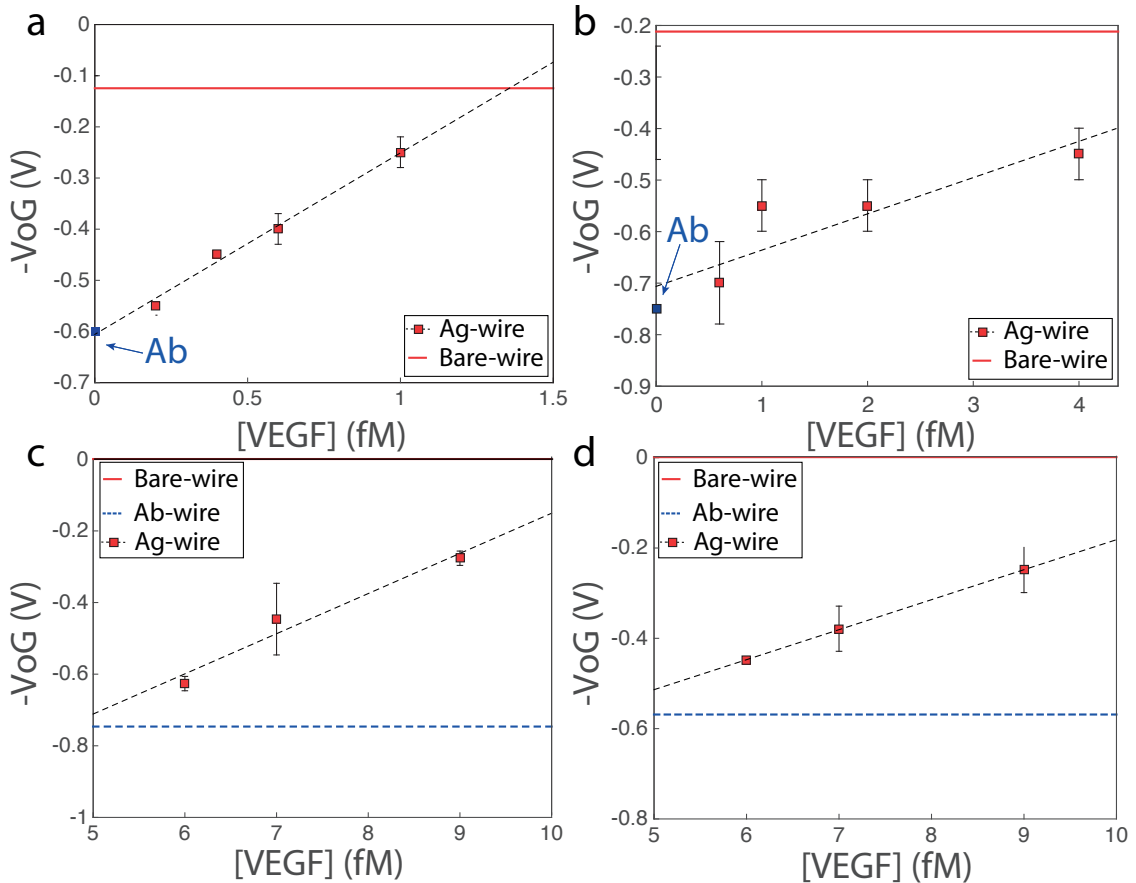 a
0
-0.1
-0.2
-0.3
-0.4
-0.5
-0.6
-0.7
-VoG (V)
Ab
Ag-wire
Bare-wire
0
0.5
1
1.5
[VEGF] (fM)
b
-0.2
-0.4
-0.5
-0.6
-0.7
-0.8
-0.9
-VoG (V)
Ab
Ag-wire
Bare-wire
0
1
2
3
4
[VEGF] (fM)
c
0
-0.2
-0.4
-0.6
-0.8
-1
-VoG (V)
Bare-wire
Ab-wire
Ag-wire
5
6
7
8
9
10
[VEGF] (fM)
d
0
-0.2
-0.4
-0.6
-0.8
-VoG (V)
Bare-wire
Ab-wire
Ag-wire
5
6
7
8
9
10
[VEGF] (fM)